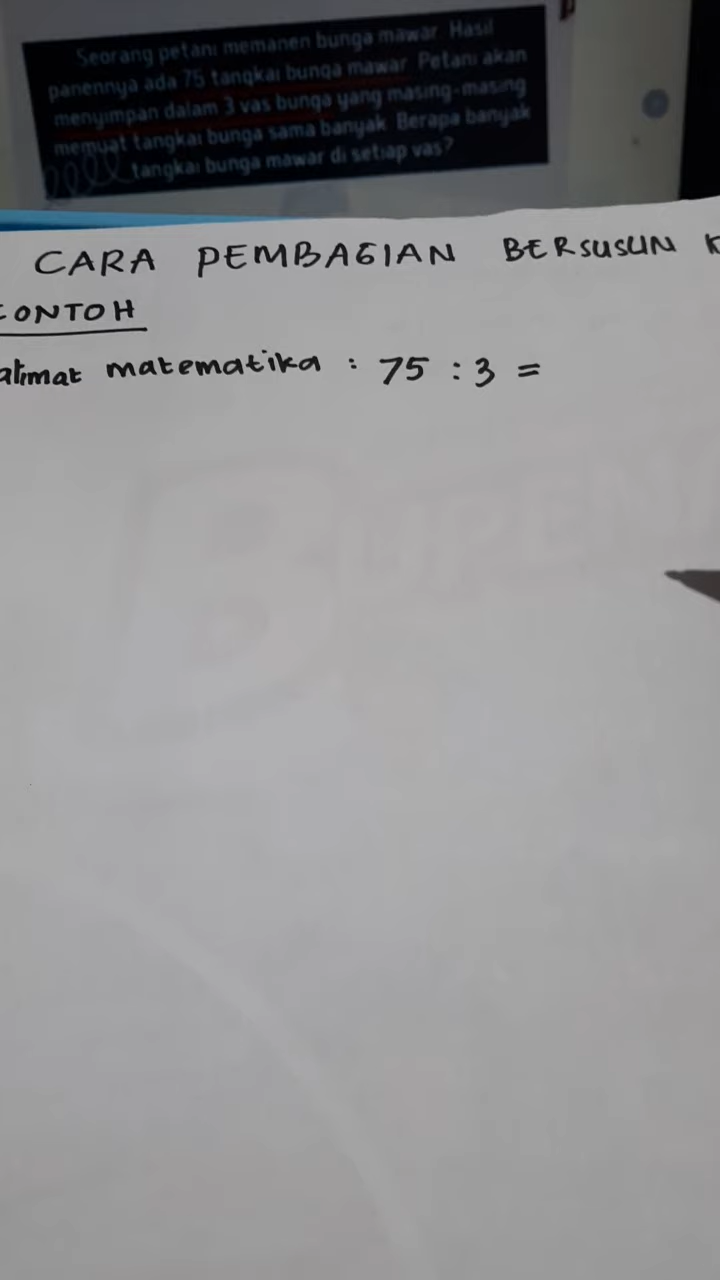 Seorang petani memanen bunga mawar. Hasil
panennya ada 75 tangkai bunga mawar. Petani akan
menyimpan dalam 3 vas bunga yang masing-masing
memuat tangkai bunga sama banyak. Berapa banyak
tangkai bunga mawar di setiap vas?
CARA PEMBAGIAN BERSUSUN
CONTOH
alimat matematika : 75 : 3 =